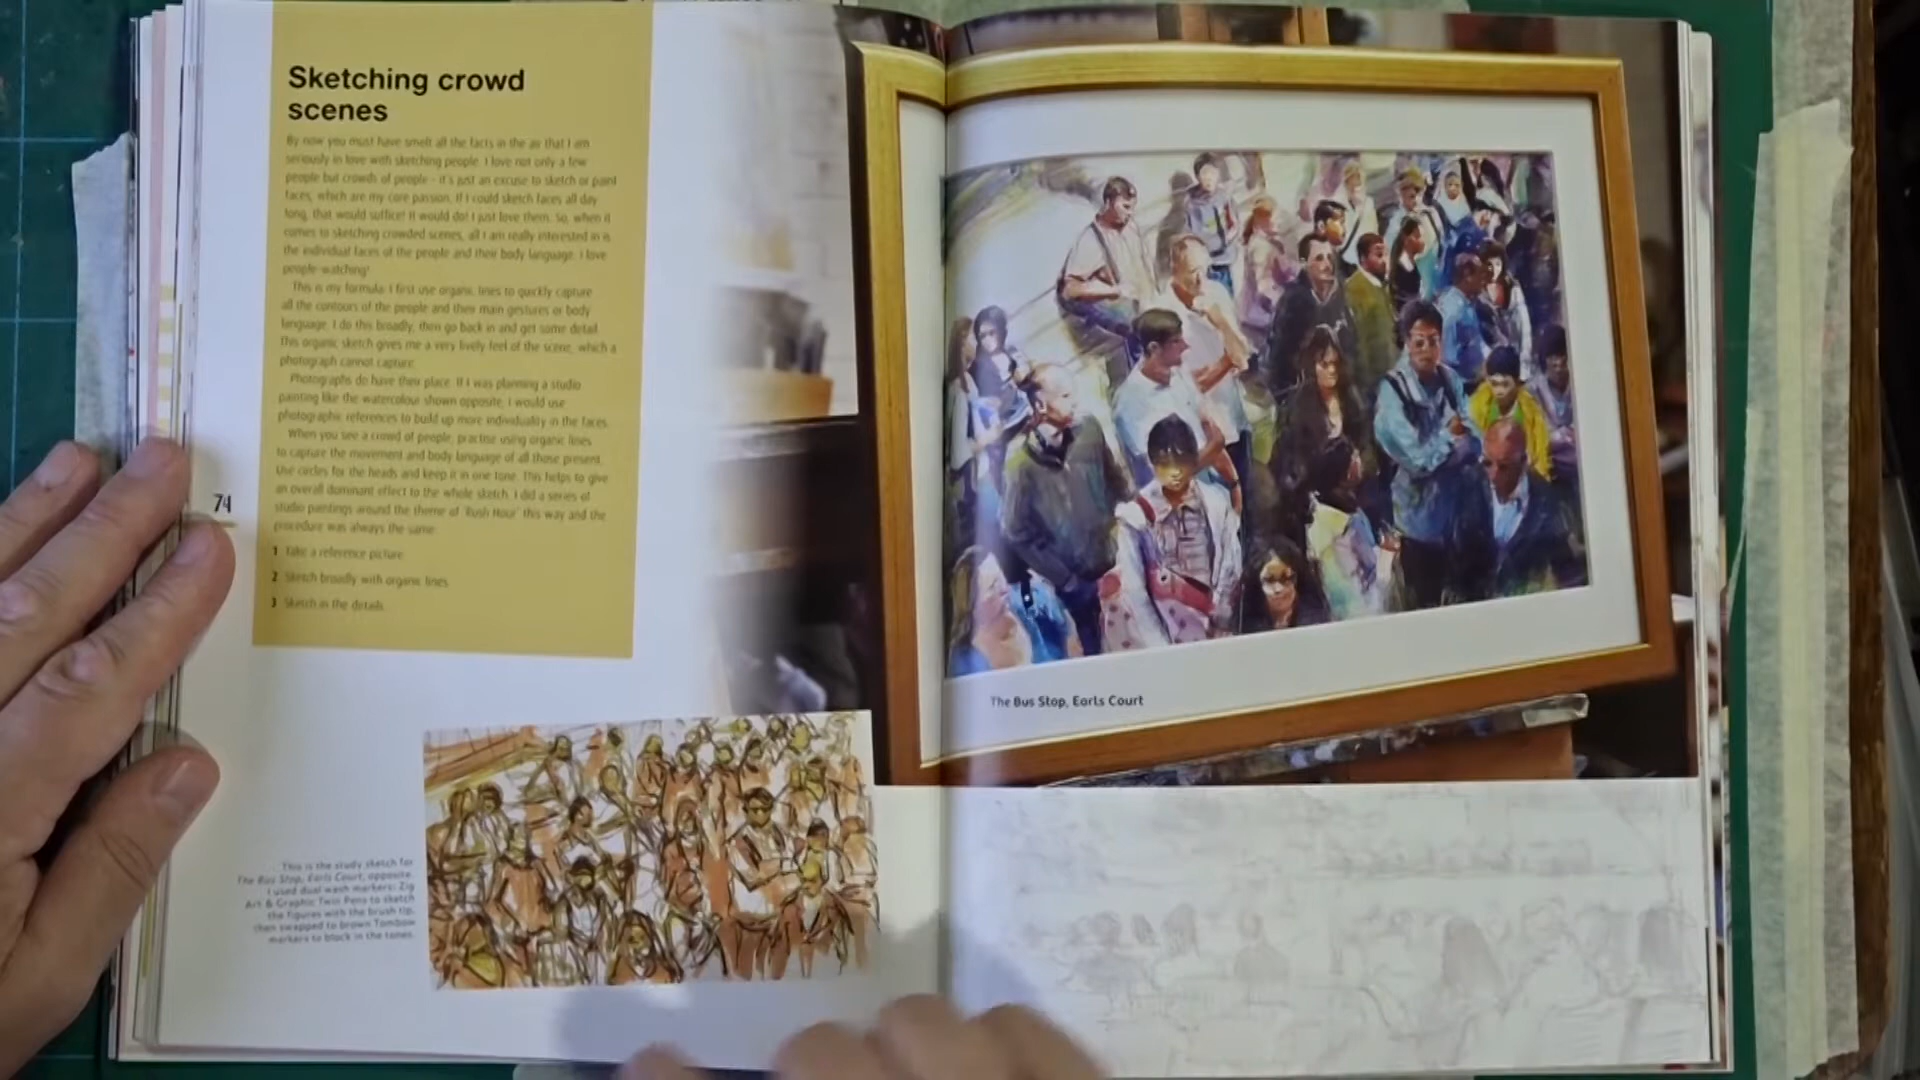 Sketching crowd
scenes
By now you must have smelt all the facts in the air that I am
seriously in love with sketching people. I love not only a few
people but crowds of people - it's just an excuse to sketch or paint
faces, which are my core passion. If I could sketch faces all day
long, that would suffice! It would do! I just love them. So, when it
comes to sketching crowded scenes, all I am really interested in is
the individual faces of the people and their body language. I love
people-watching!
This is my formula: I first use organic lines to quickly capture
all the contours of the people and their main gestures or body
language. I do this broadly, then go back in and get some detail.
This organic sketch gives me a very lively feel of the scene, which a
photograph cannot capture.
Photographs do have their place. If I was planning a studio
painting like the watercolour shown opposite, I would use
photographic references to build up more individuality in the faces.
When you see a crowd of people, practise using organic lines
to capture the movement and body language of all those present.
Use circles for the heads and keep it in one tone. This helps to give
an overall dominant effect to the whole sketch. I did a series of
studio paintings around the theme of 'Rush Hour' this way and the
procedure was always the same:
1 Take a reference picture
2 Sketch broadly with organic lines
3 Sketch in the details.
74
This is the study sketch for
The Bus Stop, Earls Court, opposite.
I used dual wash markers: Zig
Art & Graphic Twin Pens to sketch
the figures with the brush tip,
then swapped to brown Tombow
markers to block in the tones.
The Bus Stop, Earls Court